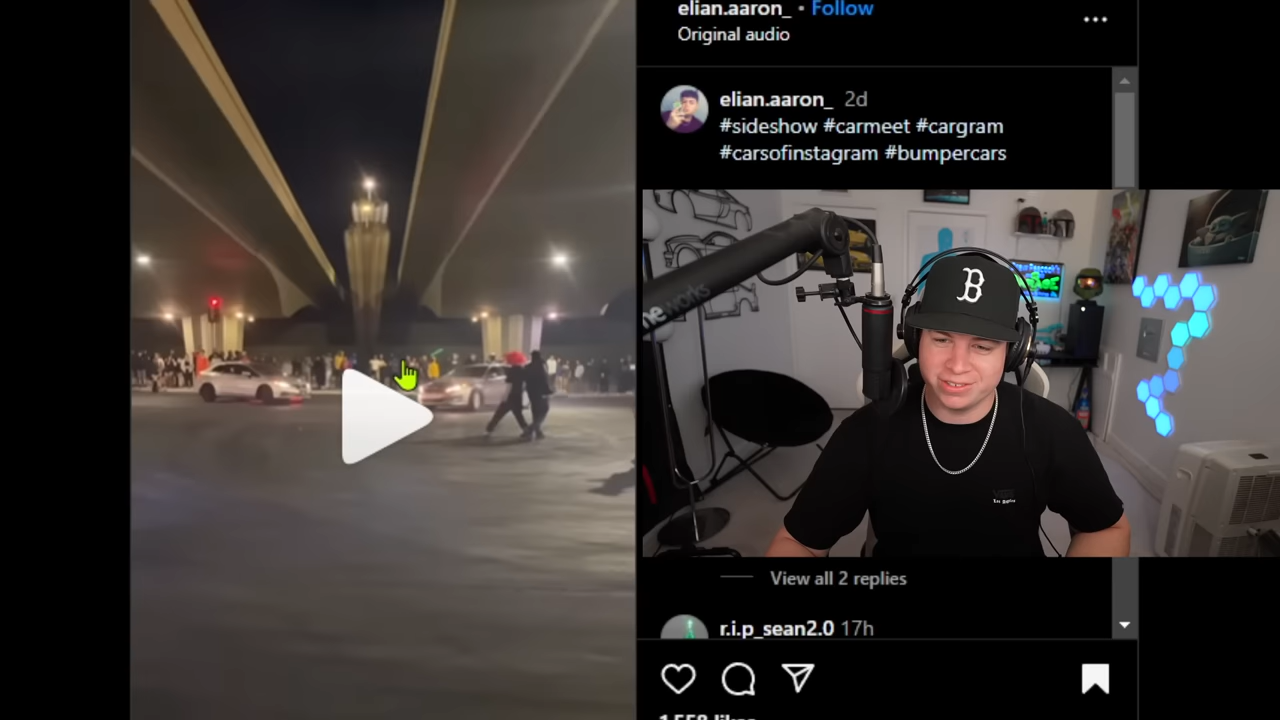 elian.aaron_ • Follow
Original audio
elian.aaron_ 2d
#sideshow #carmeet #cargram
#carsofinstagram #bumpercars
B
View all 2 replies
r.i.p_sean2.0 17h